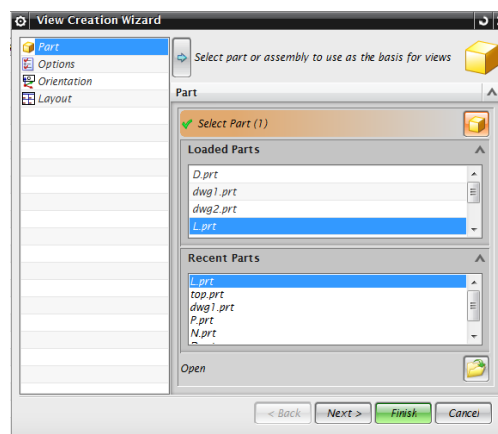 View Creation Wizard
Part
Options
Orientation
Layout
Select part or assembly to use as the basis for views
Part
Select Part (1)
Loaded Parts
D.prt
dwg1.prt
dwg2.prt
L.prt
Recent Parts
L.prt
top.prt
dwg1.prt
P.prt
N.prt
Open
< Back
Next >
Finish
Cancel